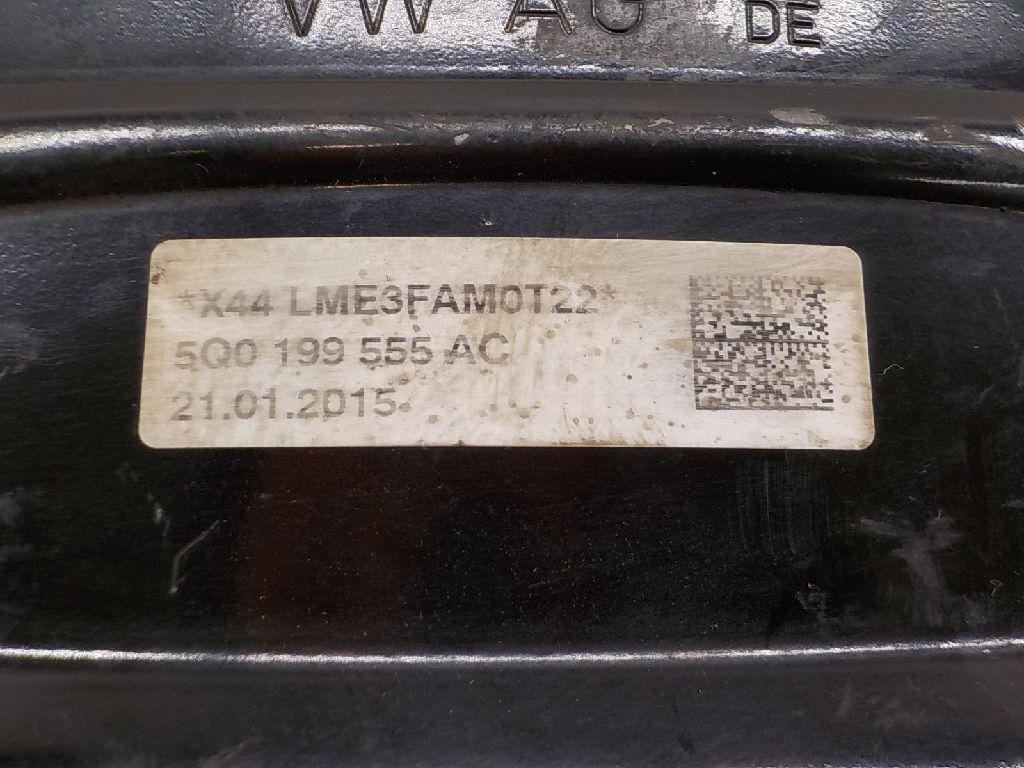 VW AG DE
*X44 LME3FAM0T22*
5Q0 199 555 AC
21.01.2015